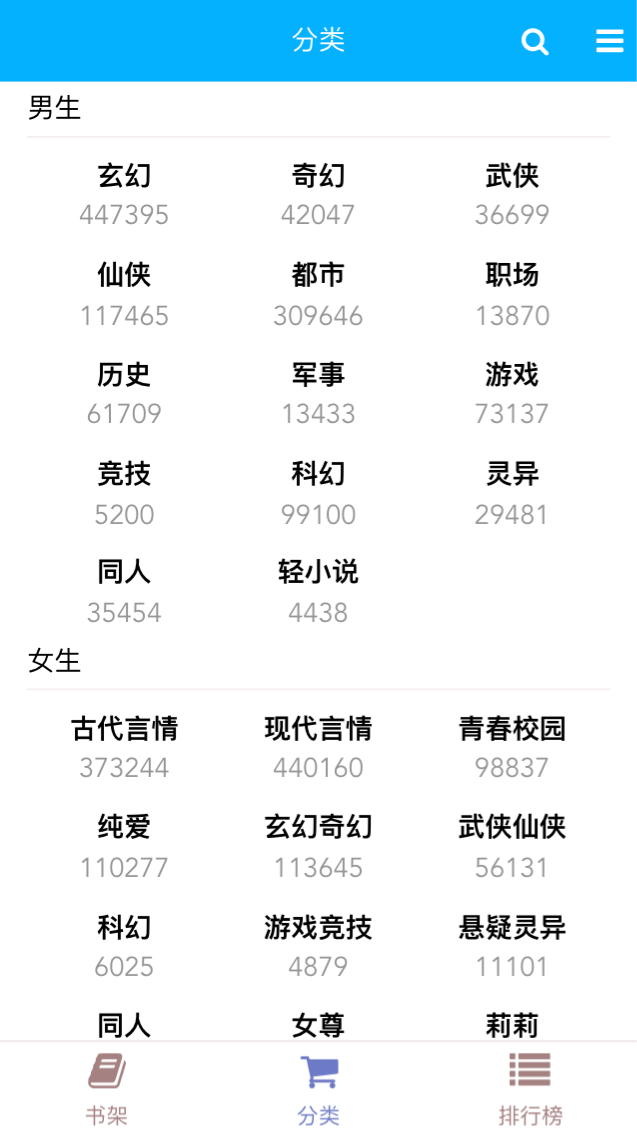 分类
男生
玄幻 奇幻 武侠
447395 42047 36699
仙侠 都市 职场
117465 309646 13870
历史 军事 游戏
61709 13433 73137
竞技 科幻 灵异
5200 99100 29481
同人 轻小说
35454 4438
女生
古代言情 现代言情 青春校园
373244 440160 98837
纯爱 玄幻奇幻 武侠仙侠
110277 113645 56131
科幻 游戏竞技 悬疑灵异
6025 4879 11101
同人 女尊 莉莉
书架 分类 排行榜